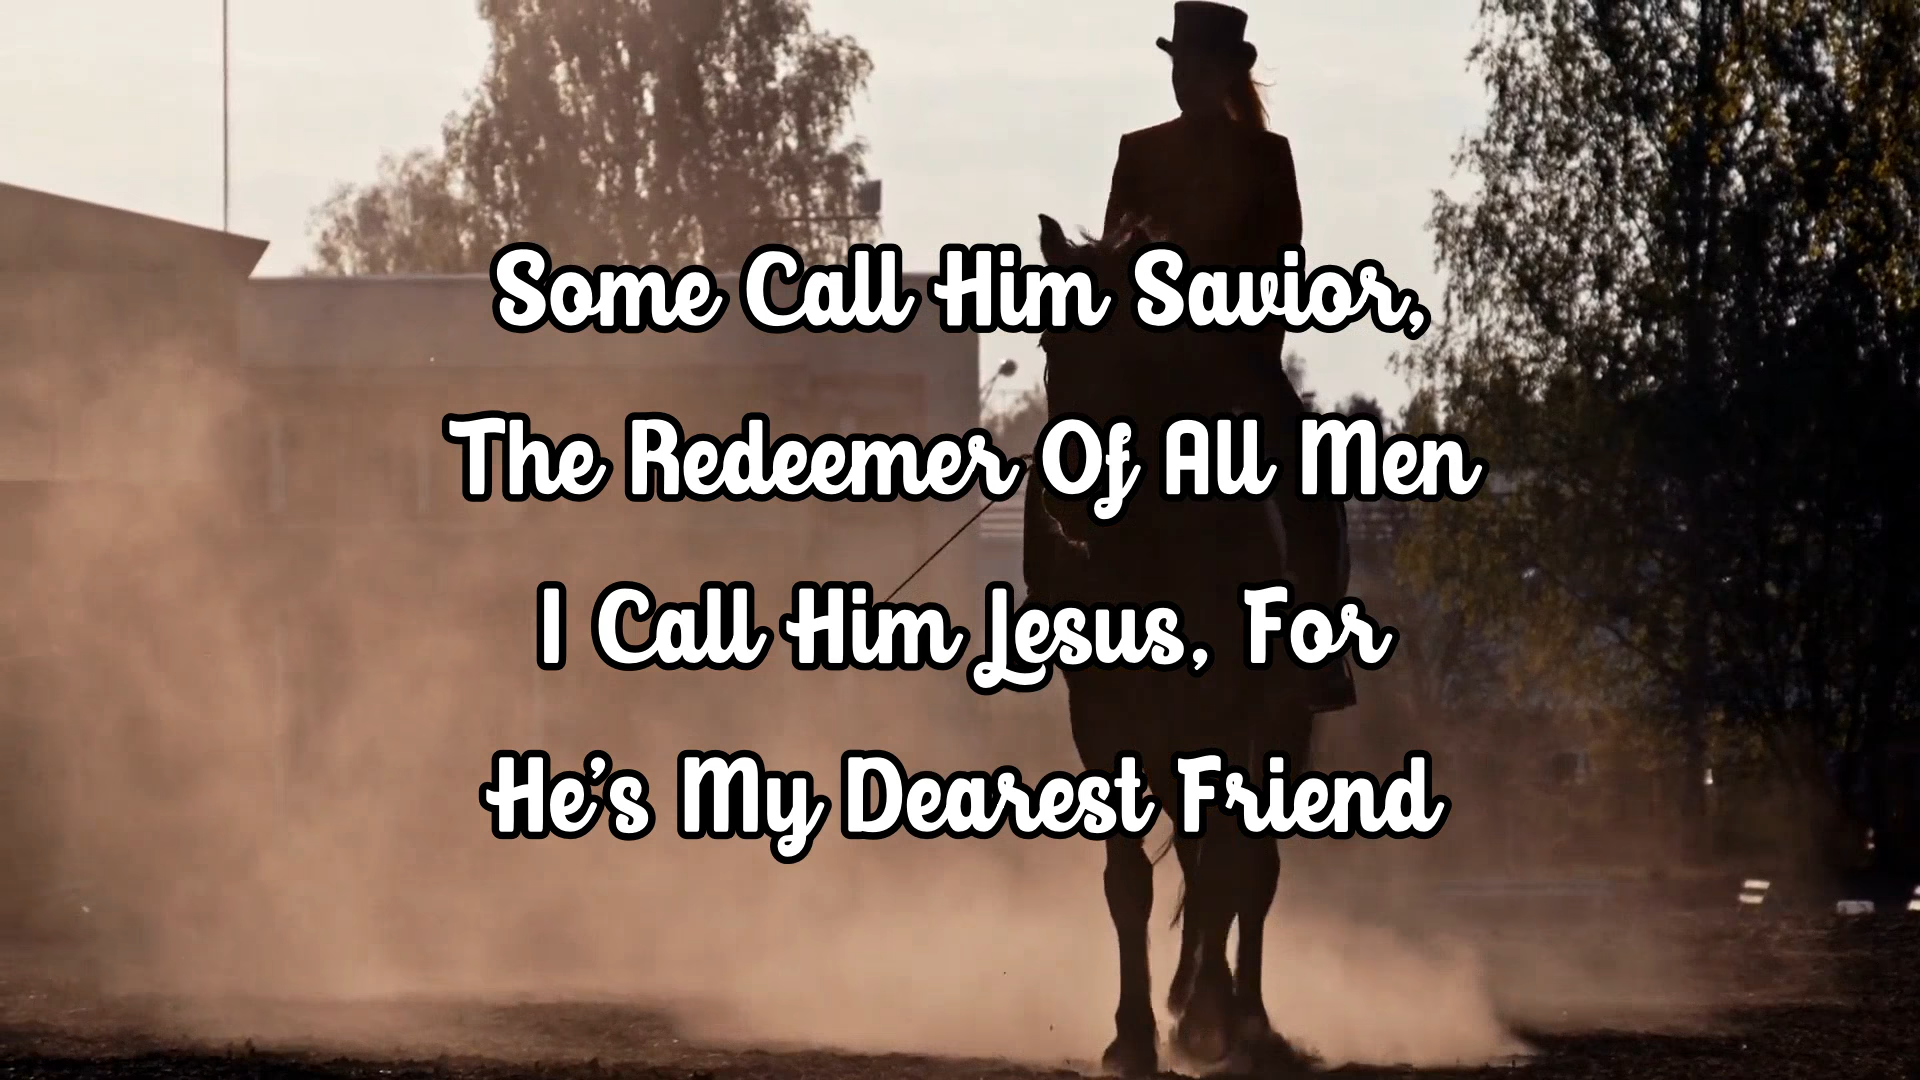 Some Call Him Savior,
The Redeemer Of All Men
I Call Him Jesus, For
He's My Dearest Friend